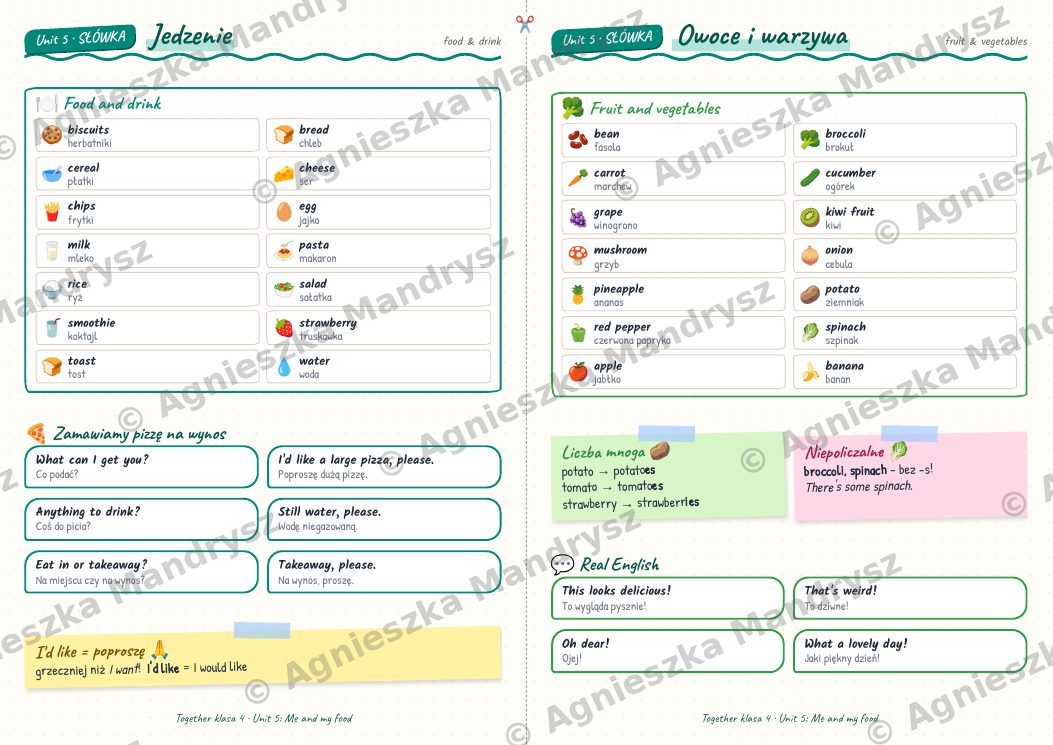 Unit 5 · SŁÓWKA
Jedzenie
food & drink
Food and drink
biscuits
herbatniki
bread
chleb
cereal
płatki
cheese
ser
chips
frytki
egg
jajko
milk
mleko
pasta
makaron
rice
ryż
salad
sałatka
smoothie
koktajl
strawberry
truskawka
toast
tost
water
woda
Zamawiamy pizzę na wynos
What can I get you?
Co podać?
I'd like a large pizza, please.
Poproszę dużą pizzę.
Anything to drink?
Coś do picia?
Still water, please.
Wodę niegazowaną.
Eat in or takeaway?
Na miejscu czy na wynos?
Takeaway, please.
Na wynos, proszę.
I'd like = poproszę
grzeczniej niż I want! I'd like = I would like
Together klasa 4 · Unit 5: Me and my food
Unit 5 · SŁÓWKA
Owoce i warzywa
fruit & vegetables
Fruit and vegetables
bean
fasola
broccoli
brokuł
carrot
marchew
cucumber
ogórek
grape
winogrono
kiwi fruit
kiwi
mushroom
grzyb
onion
cebula
pineapple
ananas
potato
ziemniak
red pepper
czerwona papryka
spinach
szpinak
apple
jabłko
banana
banan
Liczba mnoga
potato → potatoes
tomato → tomatoes
strawberry → strawberries
Niepoliczalne
broccoli, spinach – bez –s!
There's some spinach.
Real English
This looks delicious!
To wygląda pysznie!
That's weird!
To dziwne!
Oh dear!
Ojej!
What a lovely day!
Jaki piękny dzień!
Together klasa 4 · Unit 5: Me and my food
© Agnieszka Mandrysz